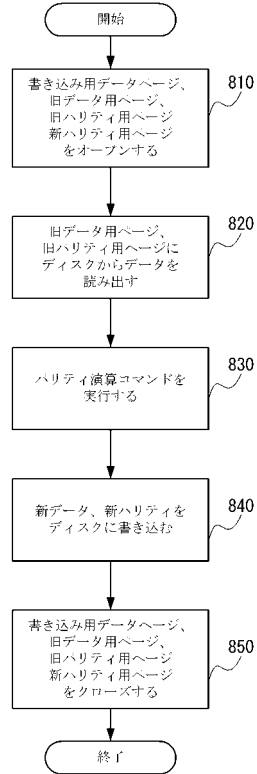 開始
書き込み用データページ、
旧データ用ページ、
旧パリティ用ページ
新パリティ用ページ
をオープンする
810
旧データ用ページ、
旧パリティ用ページに
ディスクからデータを
読み出す
820
パリティ演算コマンドを
実行する
830
新データ、新パリティを
ディスクに書き込む
840
書き込み用データページ、
旧データ用ページ、
旧パリティ用ページ
新パリティ用ページ
をクローズする
850
終了